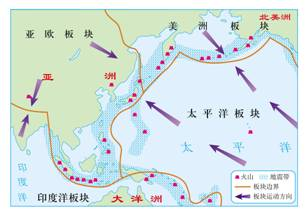 北美洲
美洲板块
亚欧板块
亚洲
太平洋板块
太平洋
印度洋
印度洋板块
大洋洲
火山 地震带
板块边界
板块运动方向